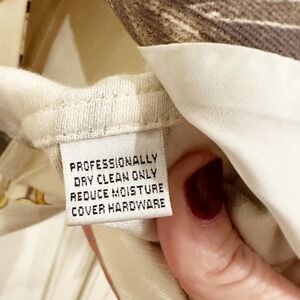 PROFESSIONALLY
DRY CLEAN ONLY
REDUCE MOISTURE
COVER HARDWARE